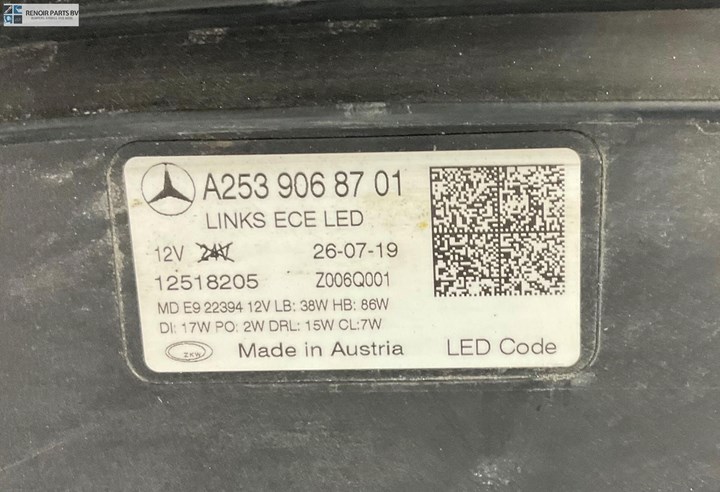 RENOIR PARTS BV
A253 906 87 01
LINKS ECE LED
12V 24V 26-07-19
12518205 Z006Q001
MD E9 22394 12V LB: 38W HB: 86W
DI: 17W PO: 2W DRL: 15W CL:7W
ZKW Made in Austria LED Code